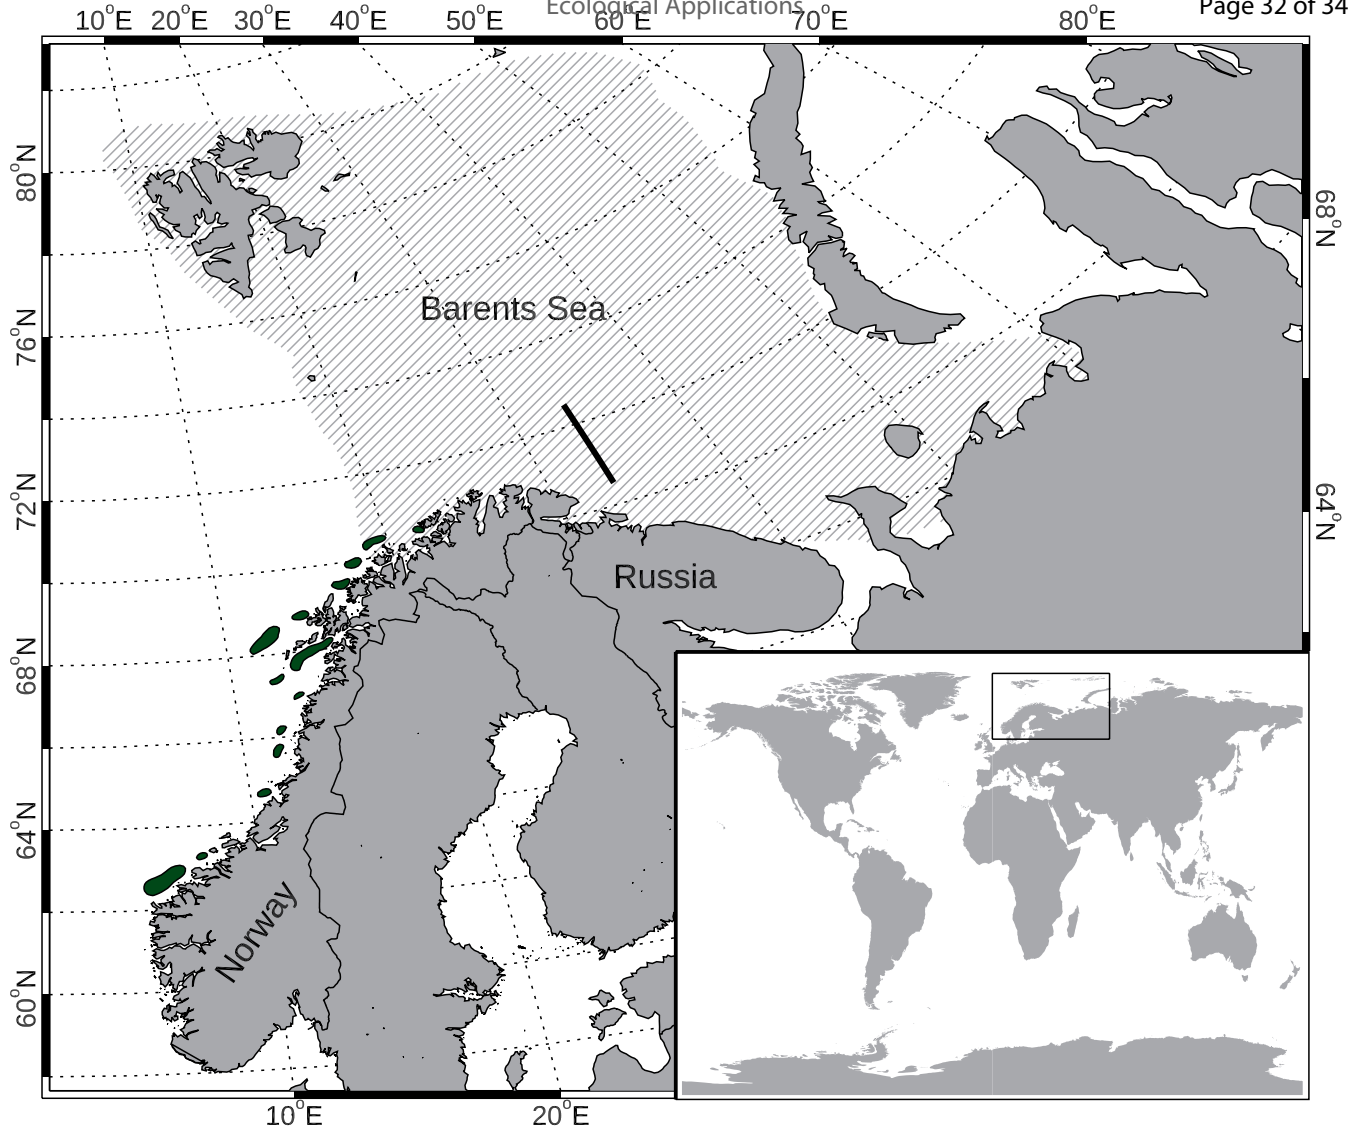 Ecological Applications
Page 32 of 34
10°E 20°E 30°E 40°E 50°E 60°E 70°E 80°E
80°N
68°N
Barents Sea
76°N
72°N
64°N
Russia
68°N
64°N
Norway
60°N
10°E 20°E